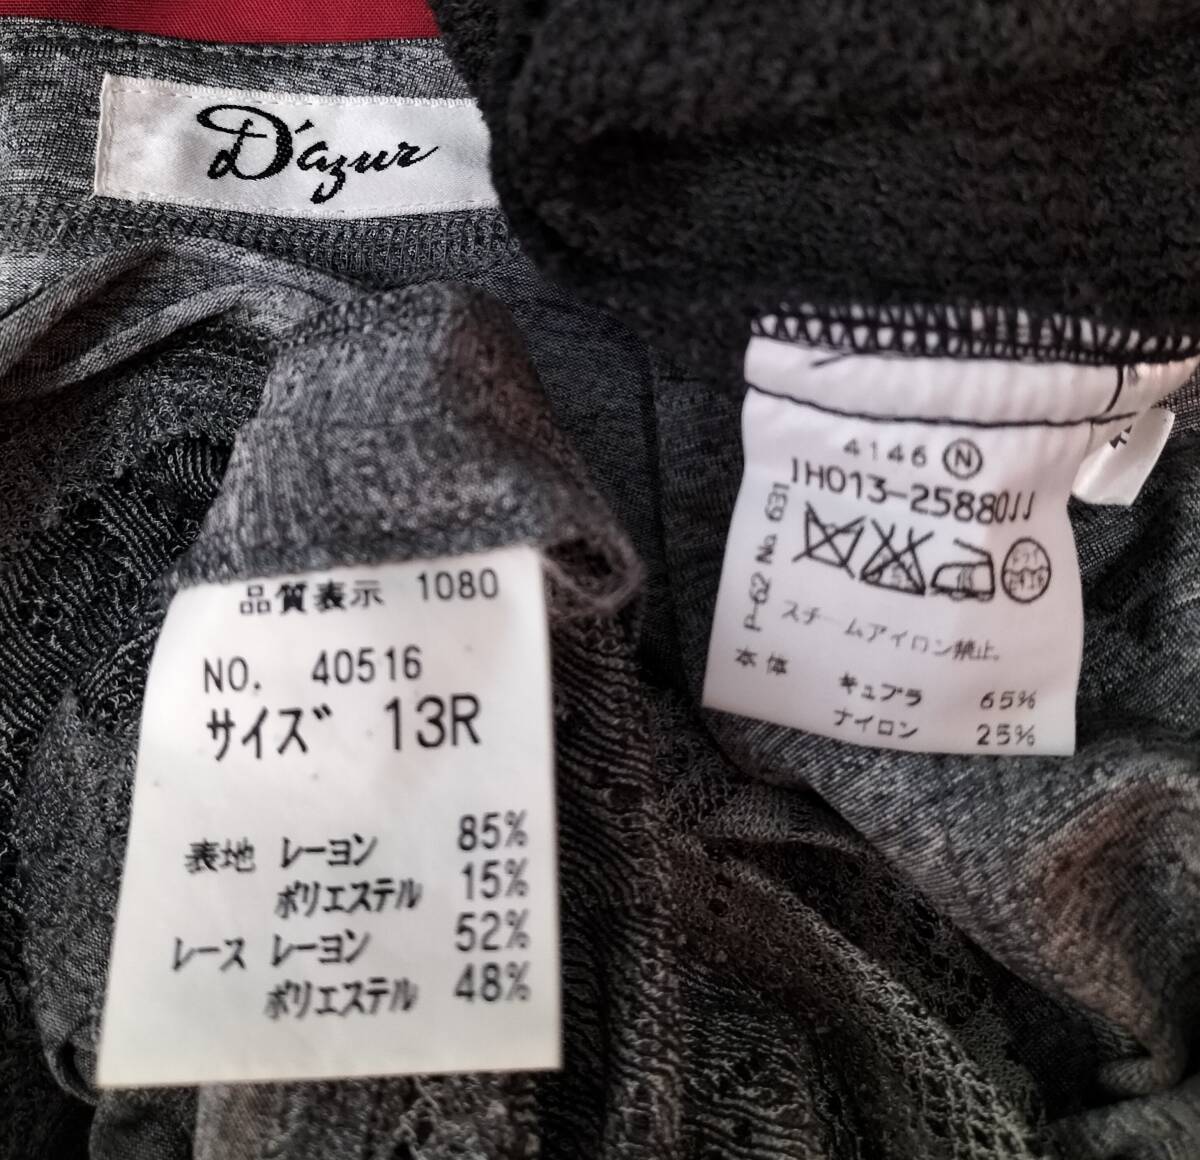 D'azur
品質表示 1080
NO. 40516
サイズ 13R
表地 レーヨン 85%
ポリエステル 15%
レース レーヨン 52%
ポリエステル 48%
4146 N
IH013-25880JJ
P-62 No 631
スチームアイロン禁止。
本体 キュプラ 65%
ナイロン 25%